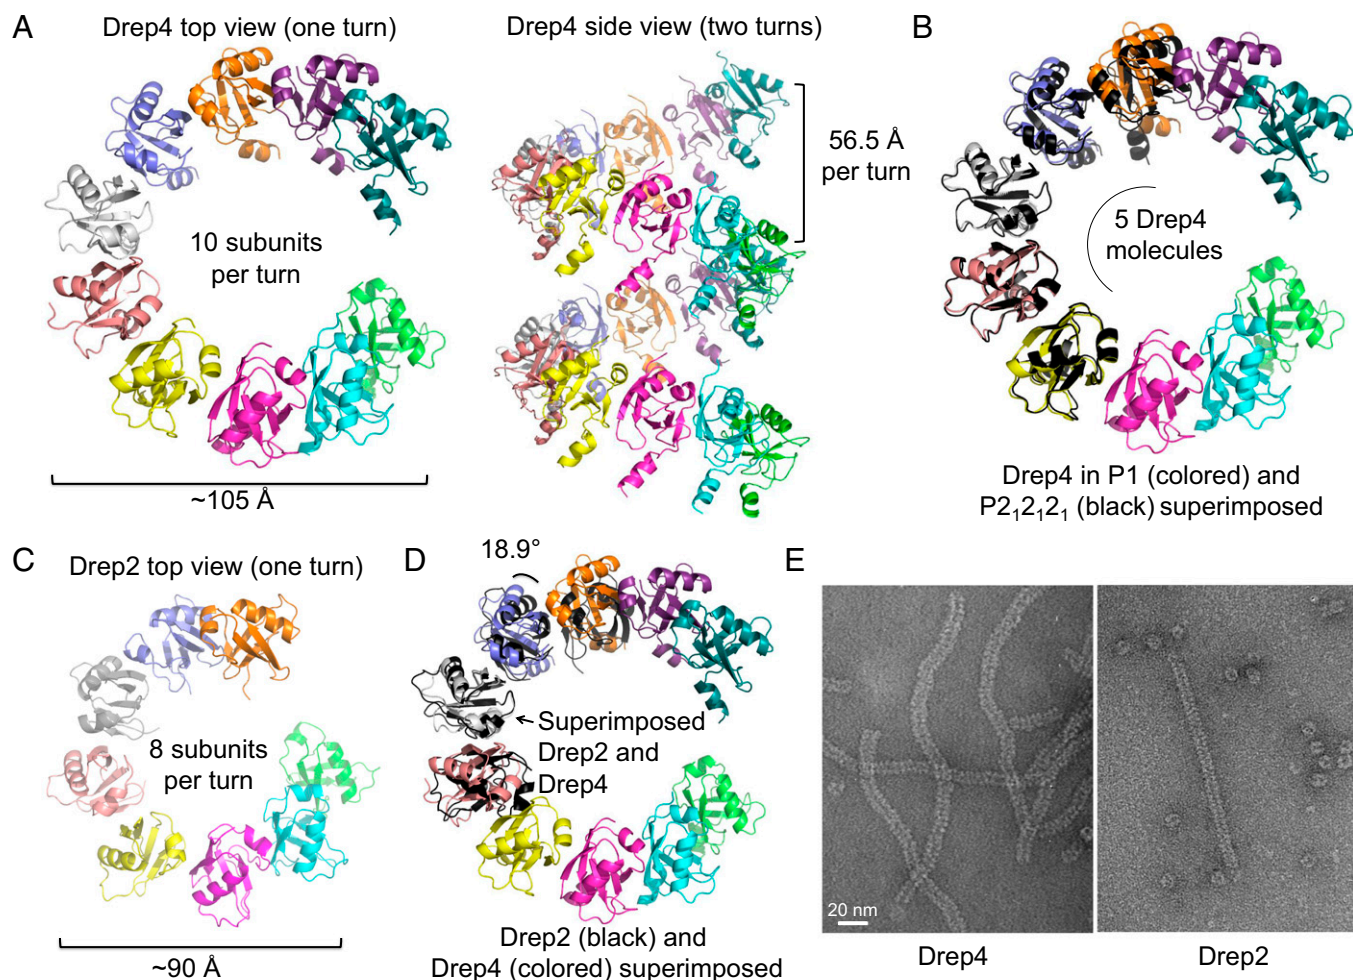 A
Drep4 top view (one turn)
10 subunits
per turn
~105 Å
Drep4 side view (two turns)
56.5 Å
per turn
B
5 Drep4
molecules
Drep4 in P1 (colored) and
P2₁2₁2₁ (black) superimposed
C
Drep2 top view (one turn)
8 subunits
per turn
~90 Å
D
18.9°
Superimposed
Drep2 and
Drep4
Drep2 (black) and
Drep4 (colored) superimposed
E
20 nm
Drep4
Drep2